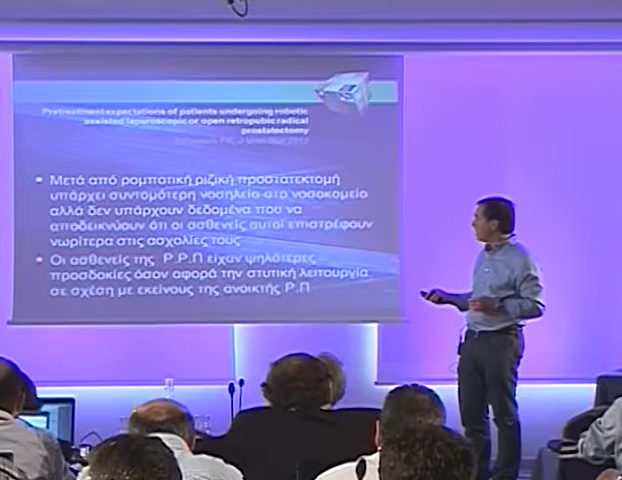 Pretreatment expectations of patients undergoing robotic
assisted laparoscopic or open retropubic radical
prostatectomy
Μετά από ρομποτική ριζική προστατεκτομή
υπάρχει συντομότερη νοσηλεία στο νοσοκομείο
αλλά δεν υπάρχουν δεδομένα που να
αποδεικνύουν ότι οι ασθενείς αυτοί επιστρέφουν
νωρίτερα στις ασχολίες τους
Οι ασθενείς της Ρ.Ρ.Π είχαν ψηλότερες
προσδοκίες όσον αφορά την στυτική λειτουργία
σε σχέση με εκείνους της ανοικτής Ρ.Π